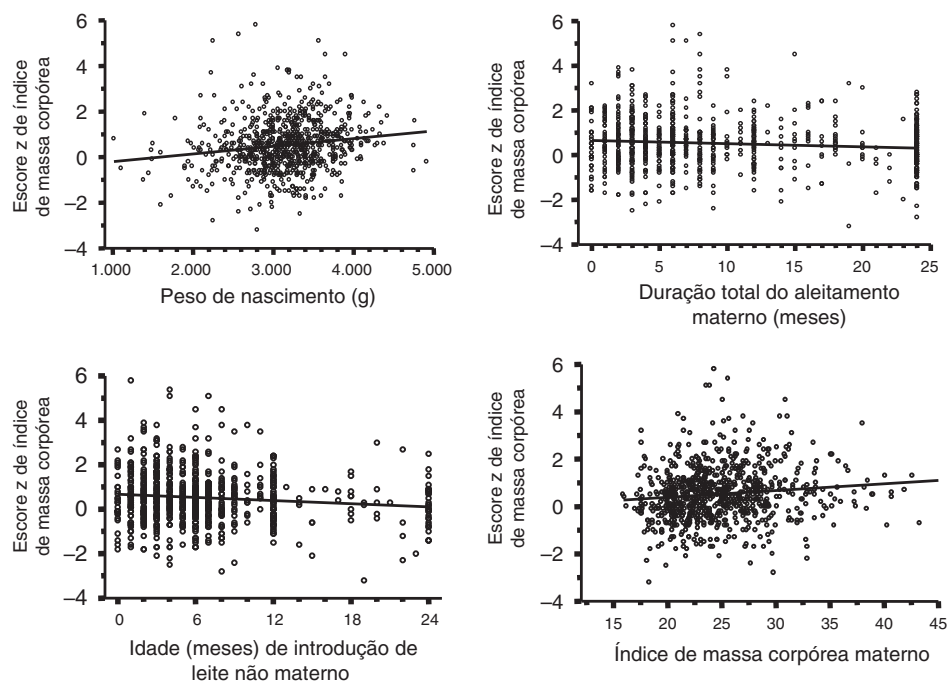 6
4
2
0
–2
–4
Escore z de índice
de massa corpórea
1.000 2.000 3.000 4.000 5.000
Peso de nascimento (g)
6
4
2
0
–2
–4
Escore z de índice
de massa corpórea
0 5 10 15 20 25
Duração total do aleitamento
materno (meses)
6
4
2
0
–2
–4
Escore z de índice
de massa corpórea
0 6 12 18 24
Idade (meses) de introdução de
leite não materno
6
4
2
0
–2
–4
Escore z de índice
de massa corpórea
15 20 25 30 35 40 45
Índice de massa corpórea materno